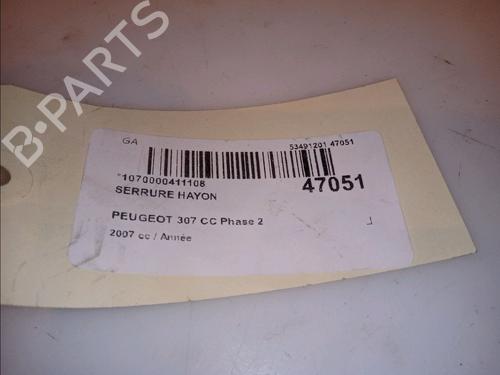 B-PARTS
GA
53491201 47051
*1070000411108
47051
SERRURE HAYON
PEUGEOT 307 CC Phase 2
2007 cc / Année